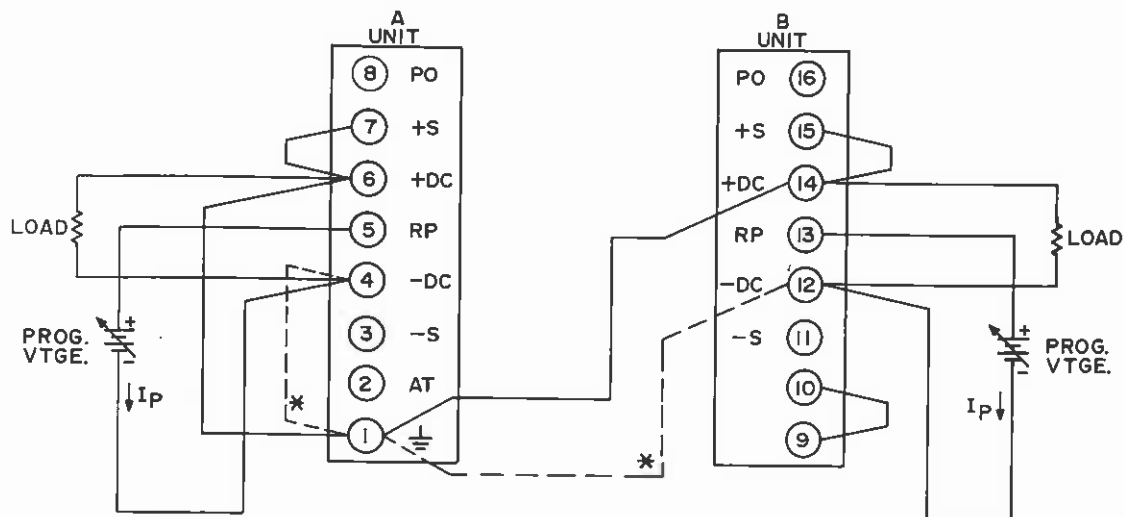 A
UNIT
8 PO
7 +S
6 +DC
5 RP
4 -DC
3 -S
2 AT
1
LOAD
PROG.
VTGE.
+
-
IP
*
*
B
UNIT
PO 16
+S 15
+DC 14
RP 13
-DC 12
-S 11
10
9
LOAD
+
-
PROG.
VTGE.
IP